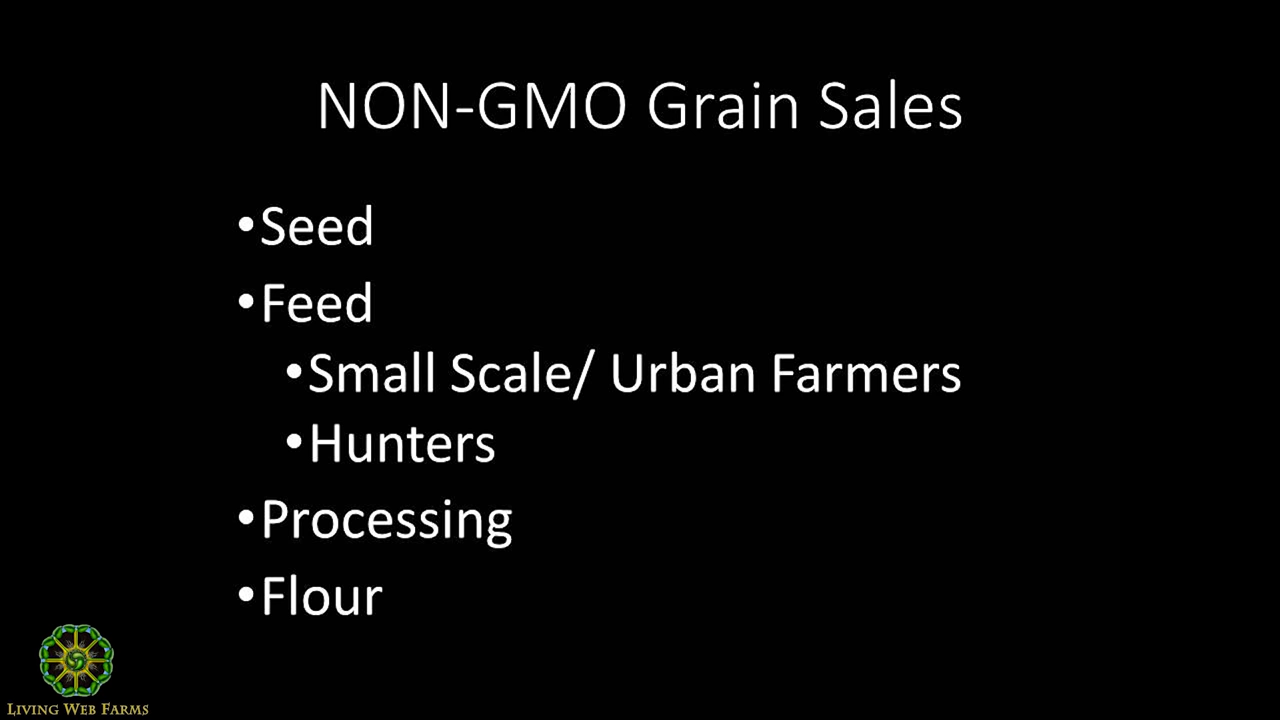 NON-GMO Grain Sales
•Seed
•Feed
•Small Scale/ Urban Farmers
•Hunters
•Processing
•Flour
LIVING WEB FARMS